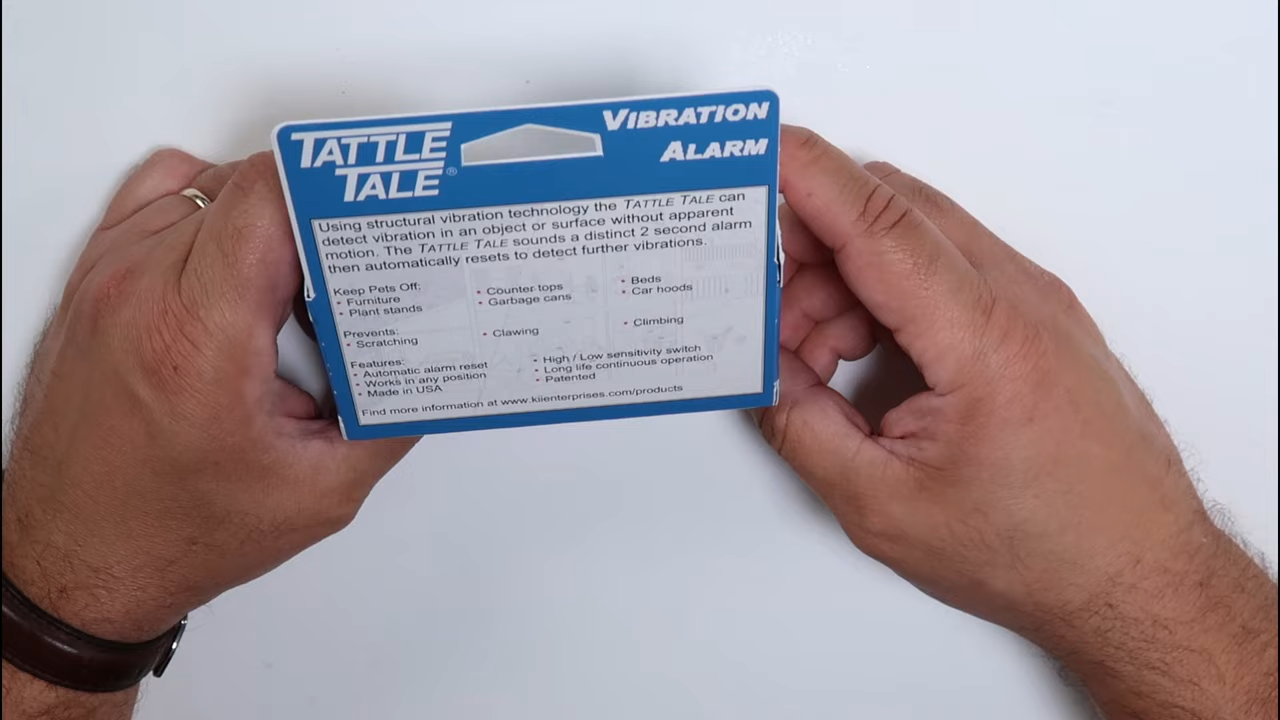 TATTLE
TALE®
VIBRATION
ALARM
Using structural vibration technology the TATTLE TALE can
detect vibration in an object or surface without apparent
motion. The TATTLE TALE sounds a distinct 2 second alarm
then automatically resets to detect further vibrations.
Keep Pets Off:
• Furniture
• Plant stands
• Counter tops
• Garbage cans
• Beds
• Car hoods
Prevents:
• Scratching
• Clawing
• Climbing
Features:
• Automatic alarm reset
• Works in any position
• Made in USA
• High / Low sensitivity switch
• Long life continuous operation
• Patented
Find more information at www.kiienterprises.com/products